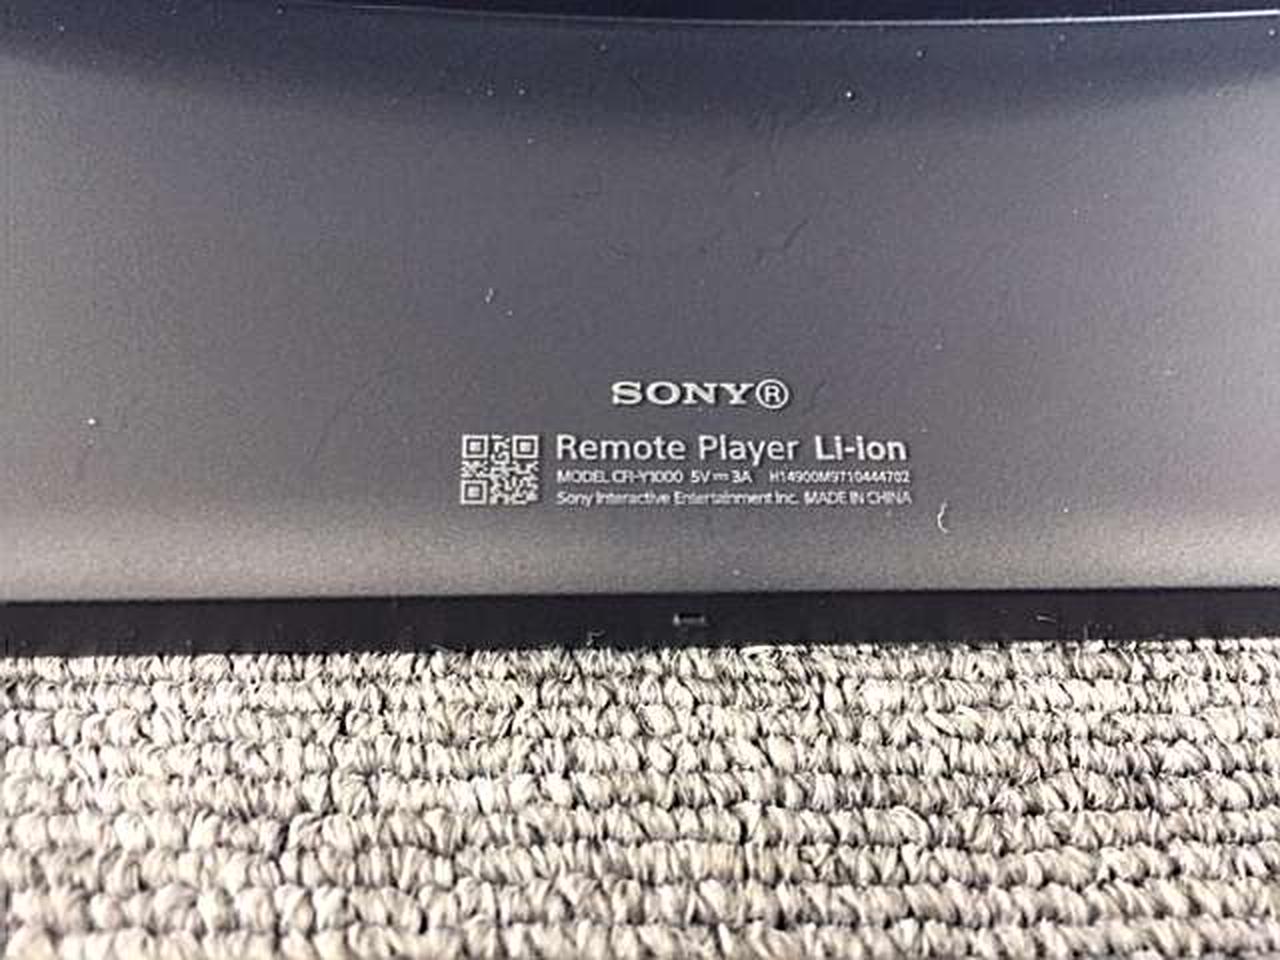 SONY®
Remote Player Li-ion
MODEL CFI-Y1000 5V⎓3A H14900M9710444702
Sony Interactive Entertainment Inc. MADE IN CHINA